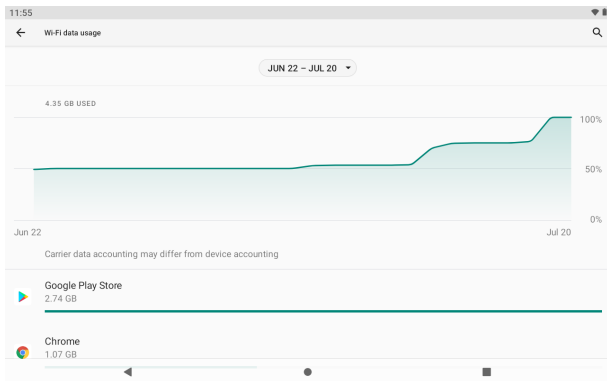 11:55
Wi-Fi data usage
JUN 22 – JUL 20
4.35 GB USED
100%
50%
0%
Jun 22
Jul 20
Carrier data accounting may differ from device accounting
Google Play Store
2.74 GB
Chrome
1.07 GB